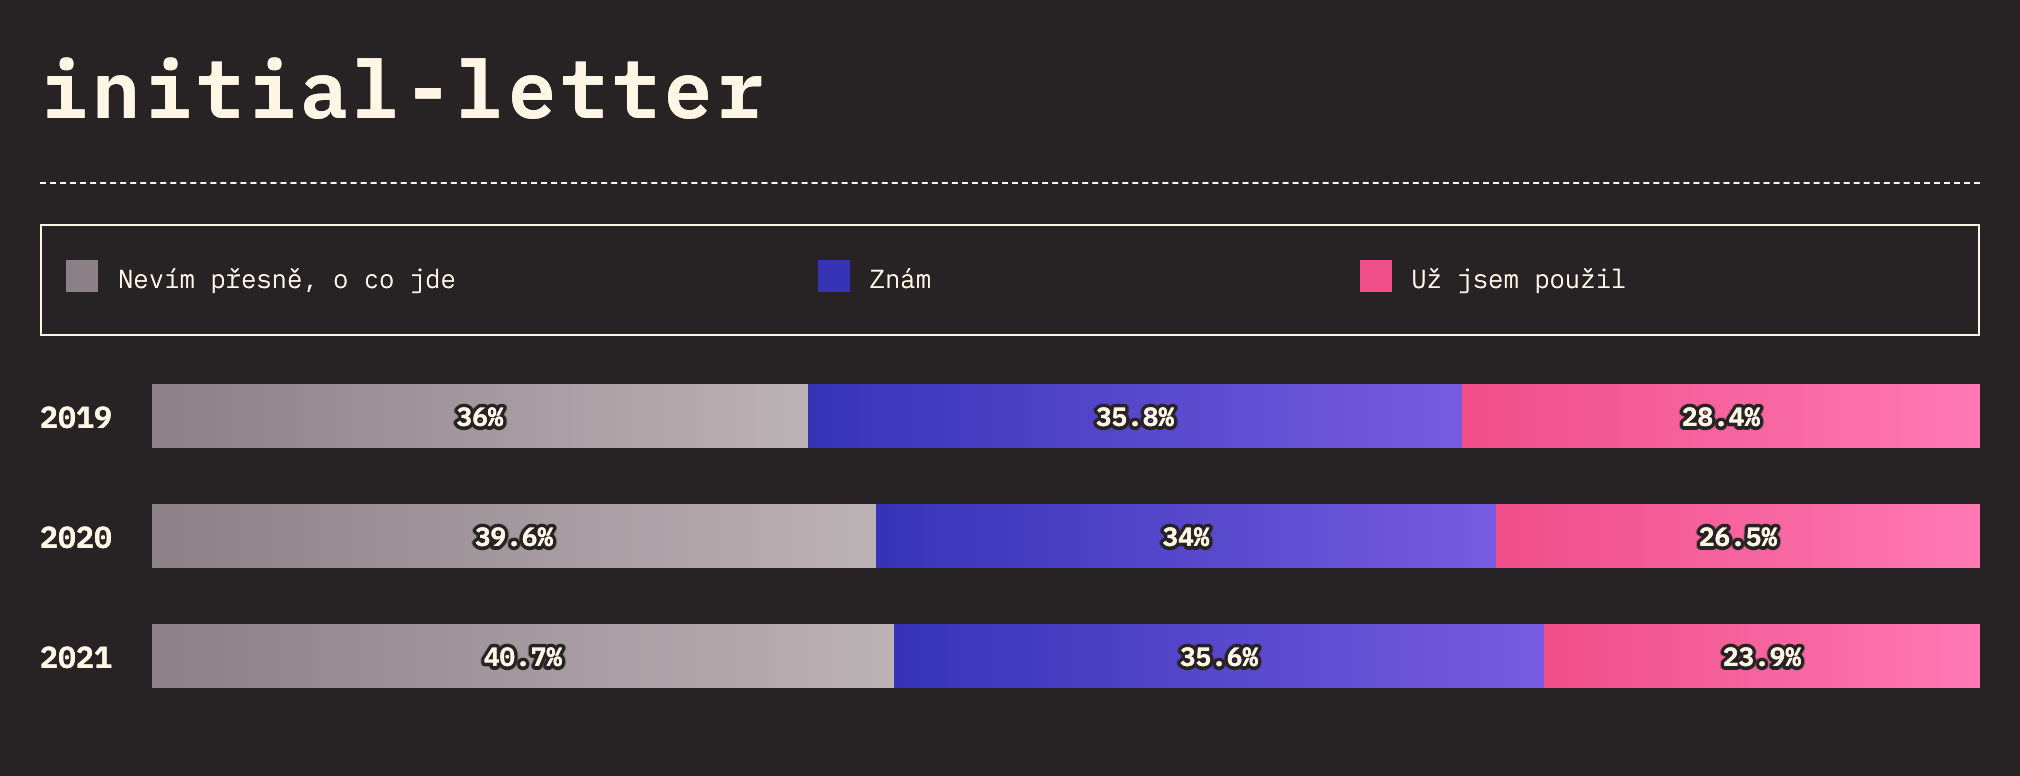 initial-letter
Nevím přesně, o co jde Znám Už jsem použil
2019 36% 35.8% 28.4%
2020 39.6% 34% 26.5%
2021 40.7% 35.6% 23.9%